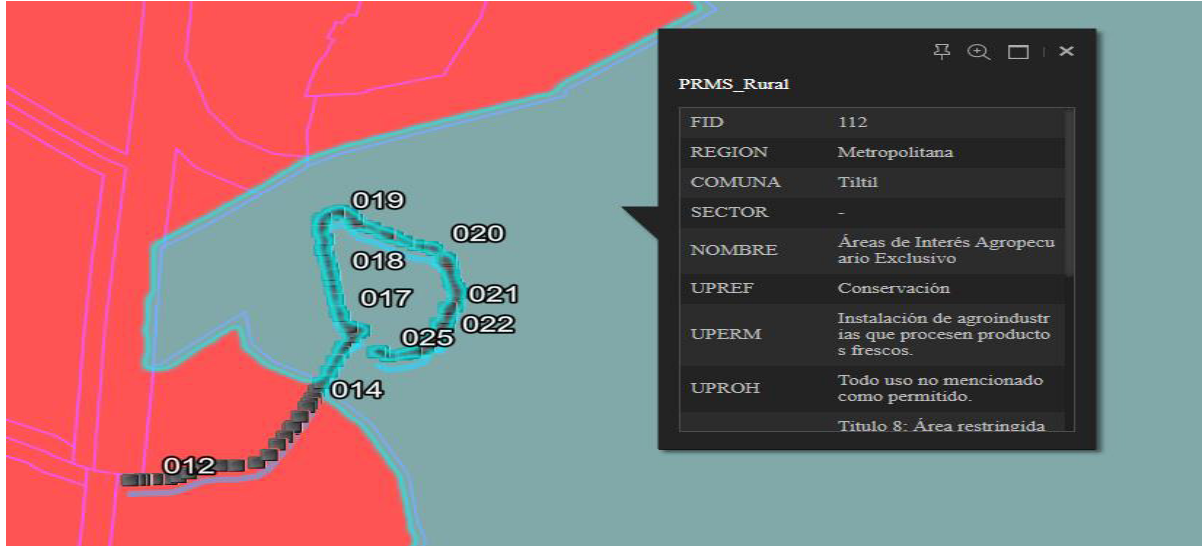 019
020
018
017
021
022
025
014
012
PRMS_Rural
FID 112
REGION Metropolitana
COMUNA Tiltil
SECTOR -
NOMBRE Áreas de Interés Agropecu
ario Exclusivo
UPREF Conservación
UPERM Instalación de agroindustr
ias que procesen producto
s frescos.
UPROH Todo uso no mencionado
como permitido.
Titulo 8: Área restringida